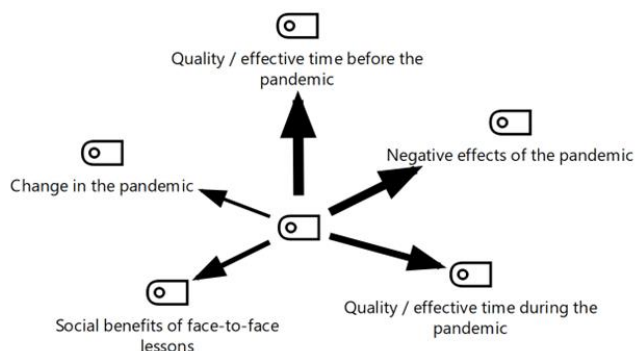 Quality / effective time before the
pandemic
Negative effects of the pandemic
Change in the pandemic
Quality / effective time during the
pandemic
Social benefits of face-to-face
lessons